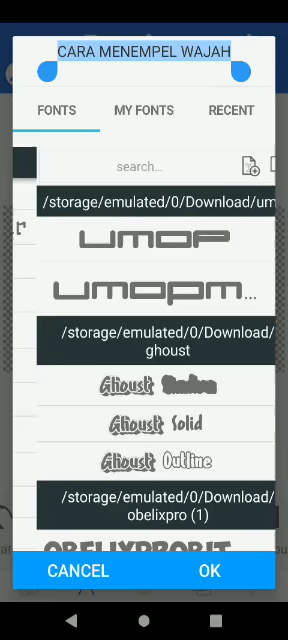 CARA MENEMPEL WAJAH
FONTS
MY FONTS
RECENT
search...
/storage/emulated/0/Download/um
umop
umopm...
/storage/emulated/0/Download/
ghoust
Ghoust Shadow
Ghoust Solid
Ghoust Outline
/storage/emulated/0/Download/
obelixpro (1)
OBELIXPROBIT
CANCEL
OK